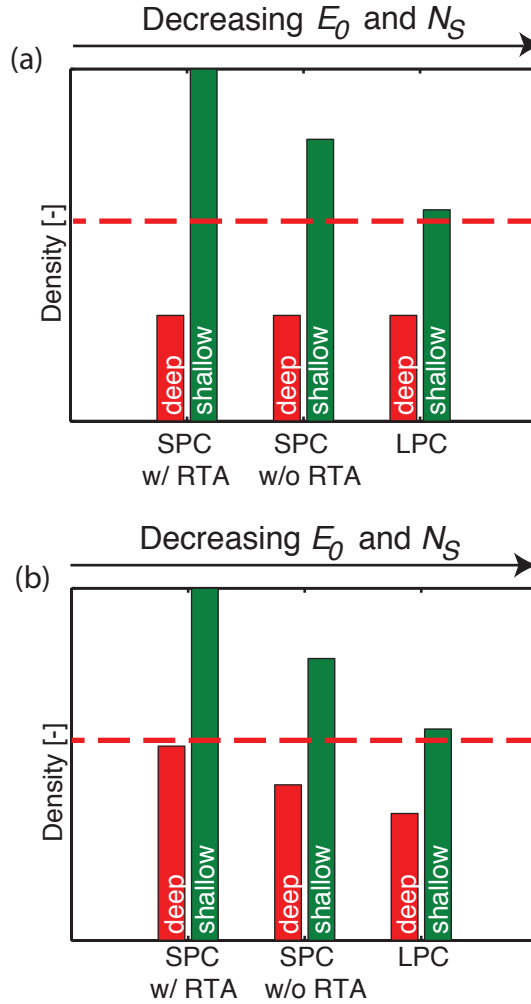 Decreasing E0 and NS
(a)
Density [-]
deep
shallow
deep
shallow
deep
shallow
SPC
w/ RTA
SPC
w/o RTA
LPC
Decreasing E0 and NS
(b)
Density [-]
deep
shallow
deep
shallow
deep
shallow
SPC
w/ RTA
SPC
w/o RTA
LPC